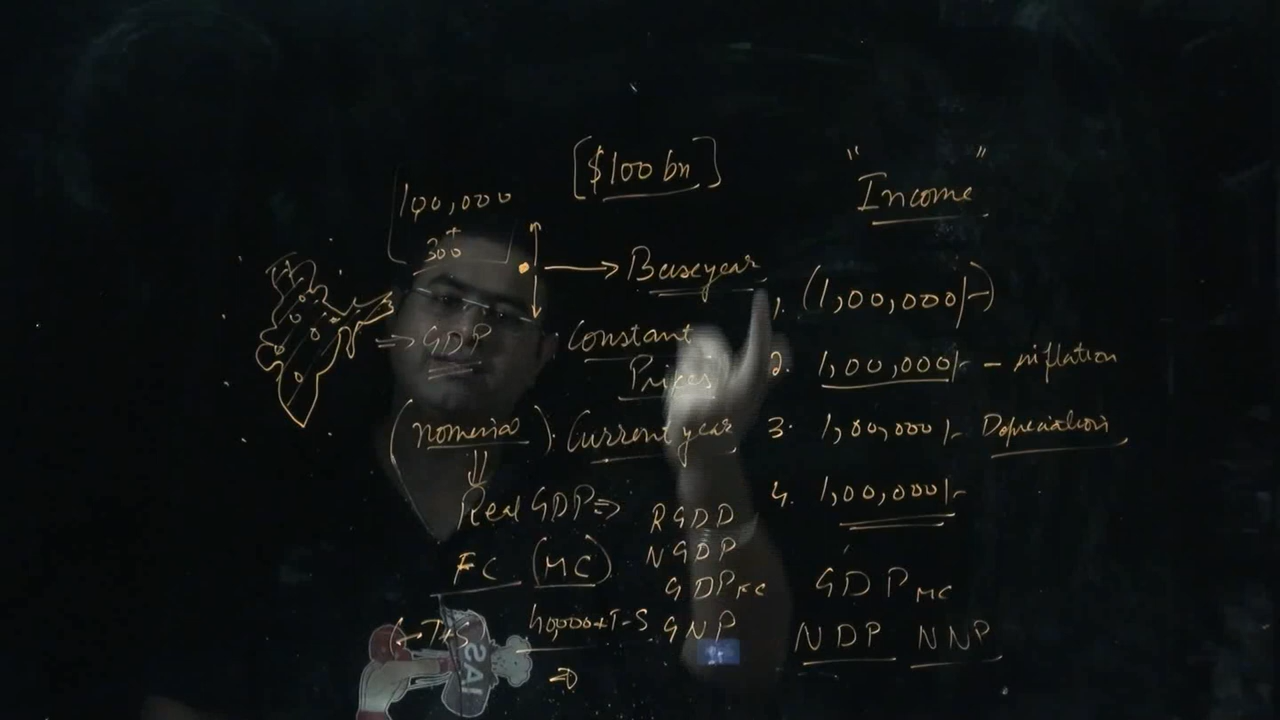 [$100 bn]
100,000
+
300
→ Baseyear
⇒ GDP
· Constant
Prices
(nominal) · Current year
⇓
Real GDP ⇒
FC (MC)
40,000+T-S
RGDP
NGDP
GDPFC
GNP
"Income"
1. (1,00,000/-)
2. 1,00,000/- – inflation
3. 1,00,000/- Depreciation
4. 1,00,000/-
GDPMC
NDP NNP